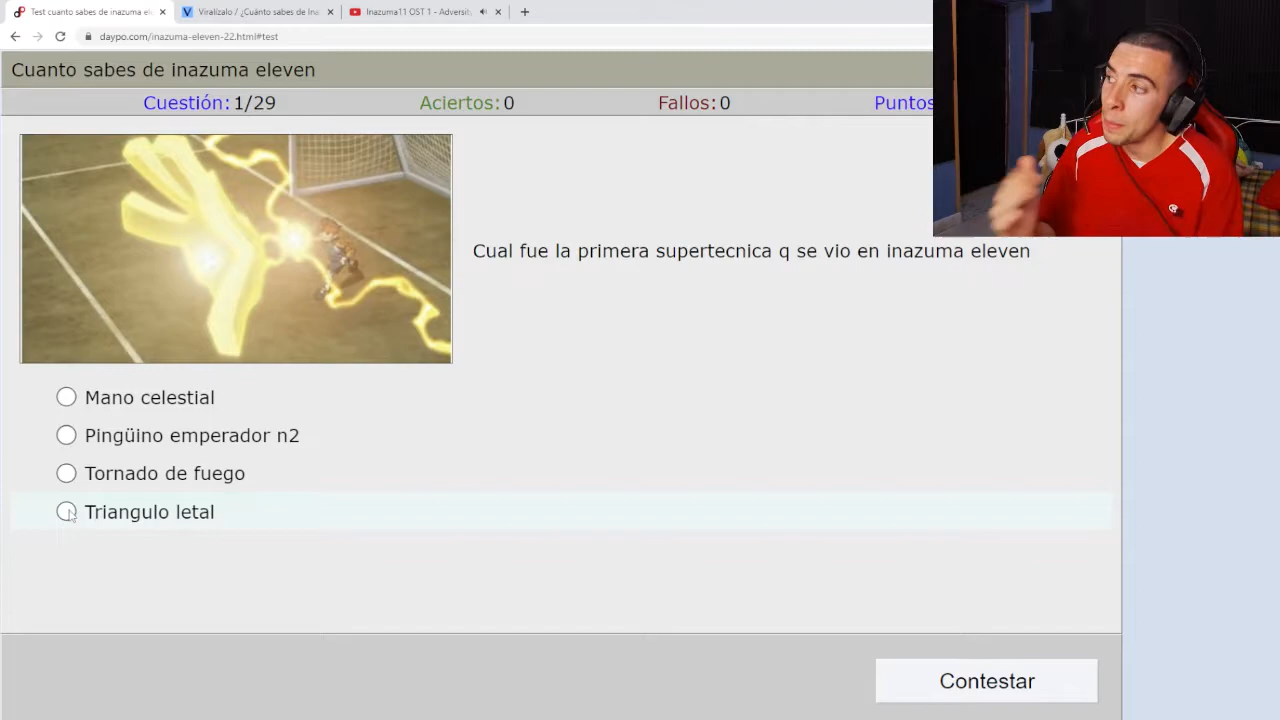 Test cuanto sabes de inazuma el
Viralízalo / ¿Cuánto sabes de Ina
Inazuma11 OST 1 - Adversity
daypo.com/inazuma-eleven-22.html#test
Cuanto sabes de inazuma eleven
Cuestión: 1/29 Aciertos: 0 Fallos: 0 Puntos
Cual fue la primera supertecnica q se vio en inazuma eleven
Mano celestial
Pingüino emperador n2
Tornado de fuego
Triangulo letal
Contestar